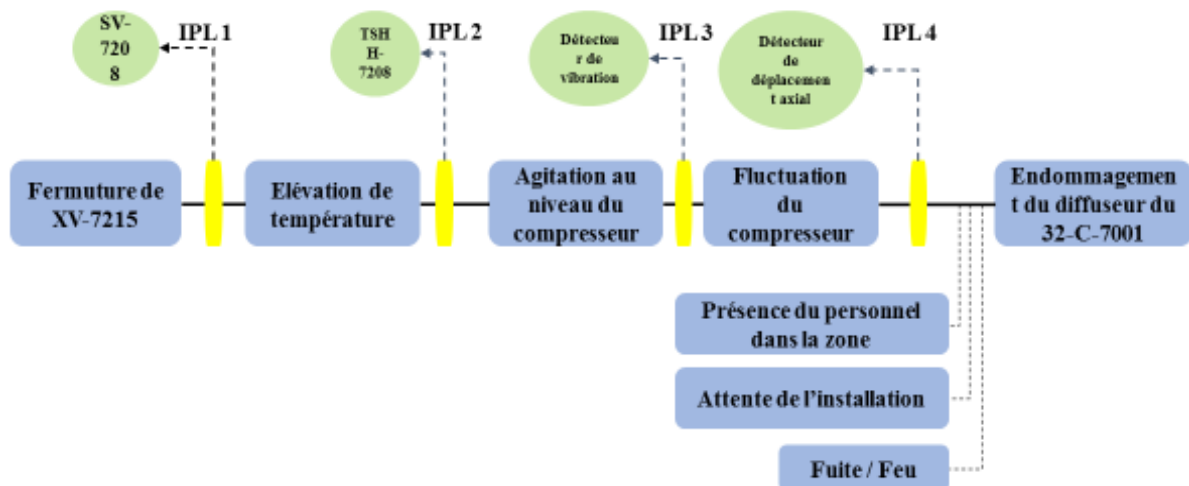 SV-
720
8
IPL 1
TSH
H-
7208
IPL 2
Détecteu
r de
vibration
IPL 3
Détecteur
de
déplacemen
t axial
IPL 4
Fermuture de
XV-7215
Elévation de
température
Agitation au
niveau du
compresseur
Fluctuation
du
compresseur
Endommagemen
t du diffuseur du
32-C-7001
Présence du personnel
dans la zone
Attente de l'installation
Fuite / Feu